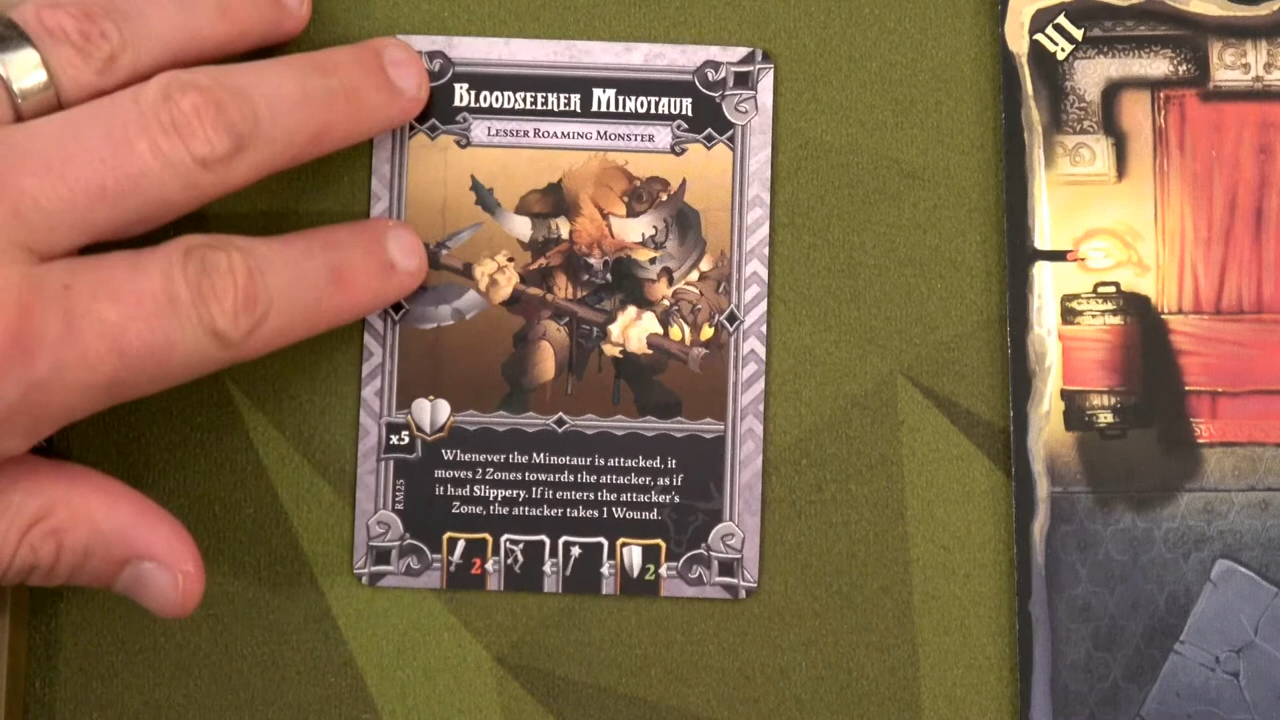 1R
BLOODSEEKER MINOTAUR
LESSER ROAMING MONSTER
x5
WHENEVER THE MINOTAUR IS ATTACKED, IT
MOVES 2 ZONES TOWARDS THE ATTACKER, AS IF
IT HAD SLIPPERY. IF IT ENTERS THE ATTACKER'S
ZONE, THE ATTACKER TAKES 1 WOUND.
RM25
2
2